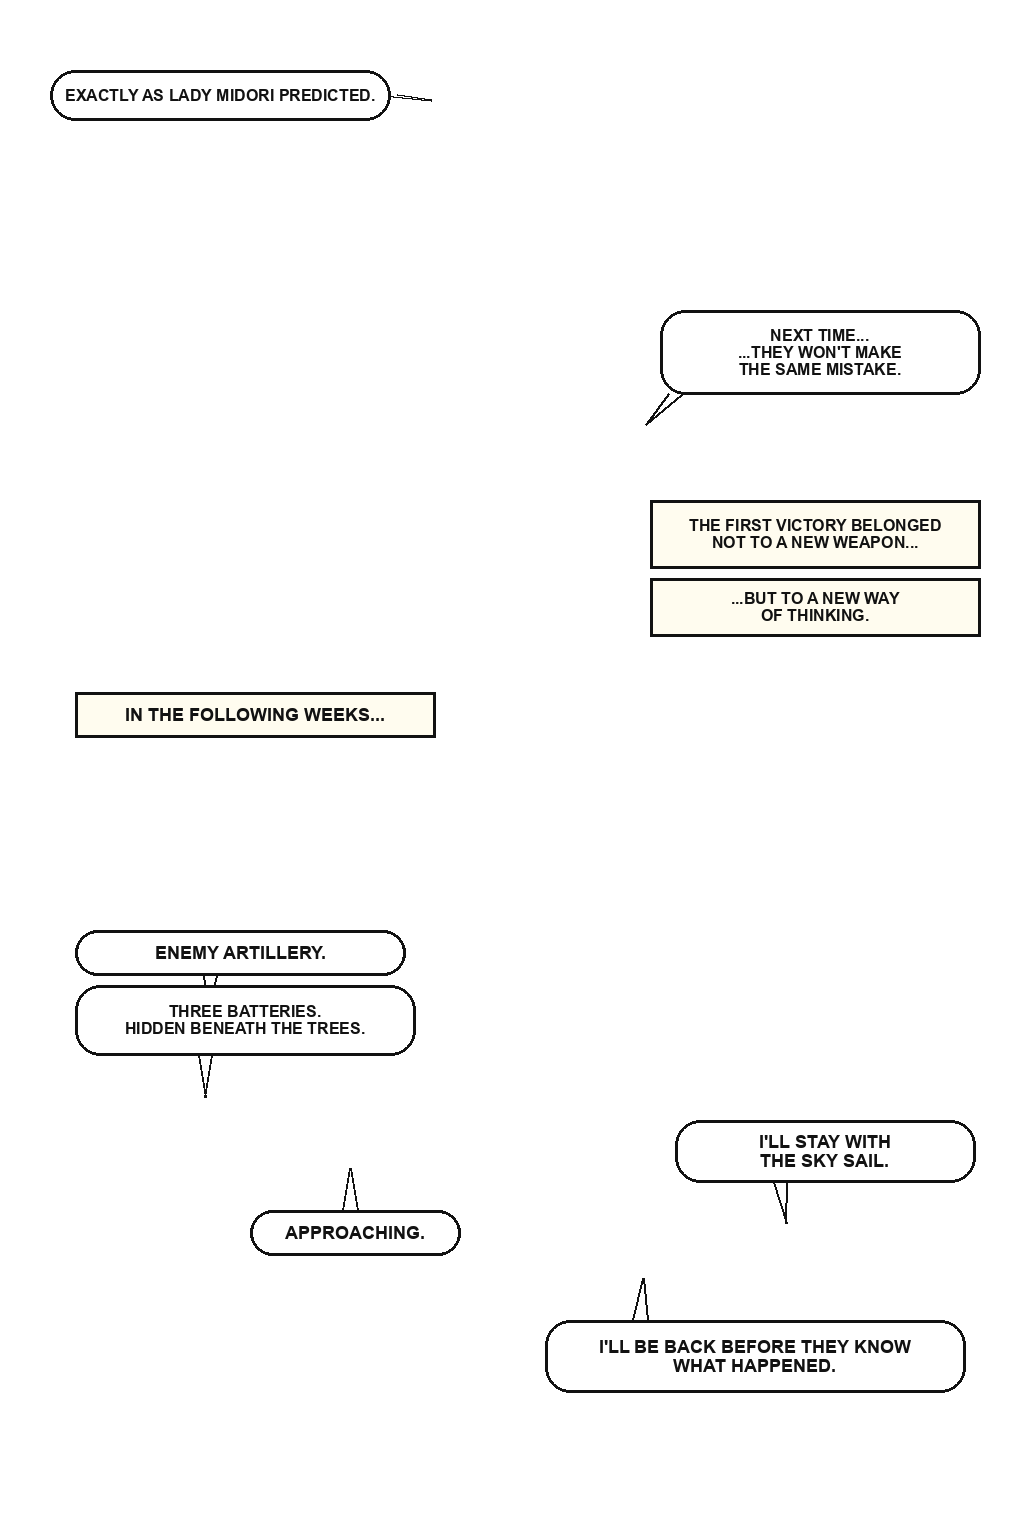 EXACTLY AS LADY MIDORI PREDICTED.
NEXT TIME...
...THEY WON'T MAKE
THE SAME MISTAKE.
THE FIRST VICTORY BELONGED
NOT TO A NEW WEAPON...
...BUT TO A NEW WAY
OF THINKING.
IN THE FOLLOWING WEEKS...
ENEMY ARTILLERY.
THREE BATTERIES.
HIDDEN BENEATH THE TREES.
I'LL STAY WITH
THE SKY SAIL.
APPROACHING.
I'LL BE BACK BEFORE THEY KNOW
WHAT HAPPENED.